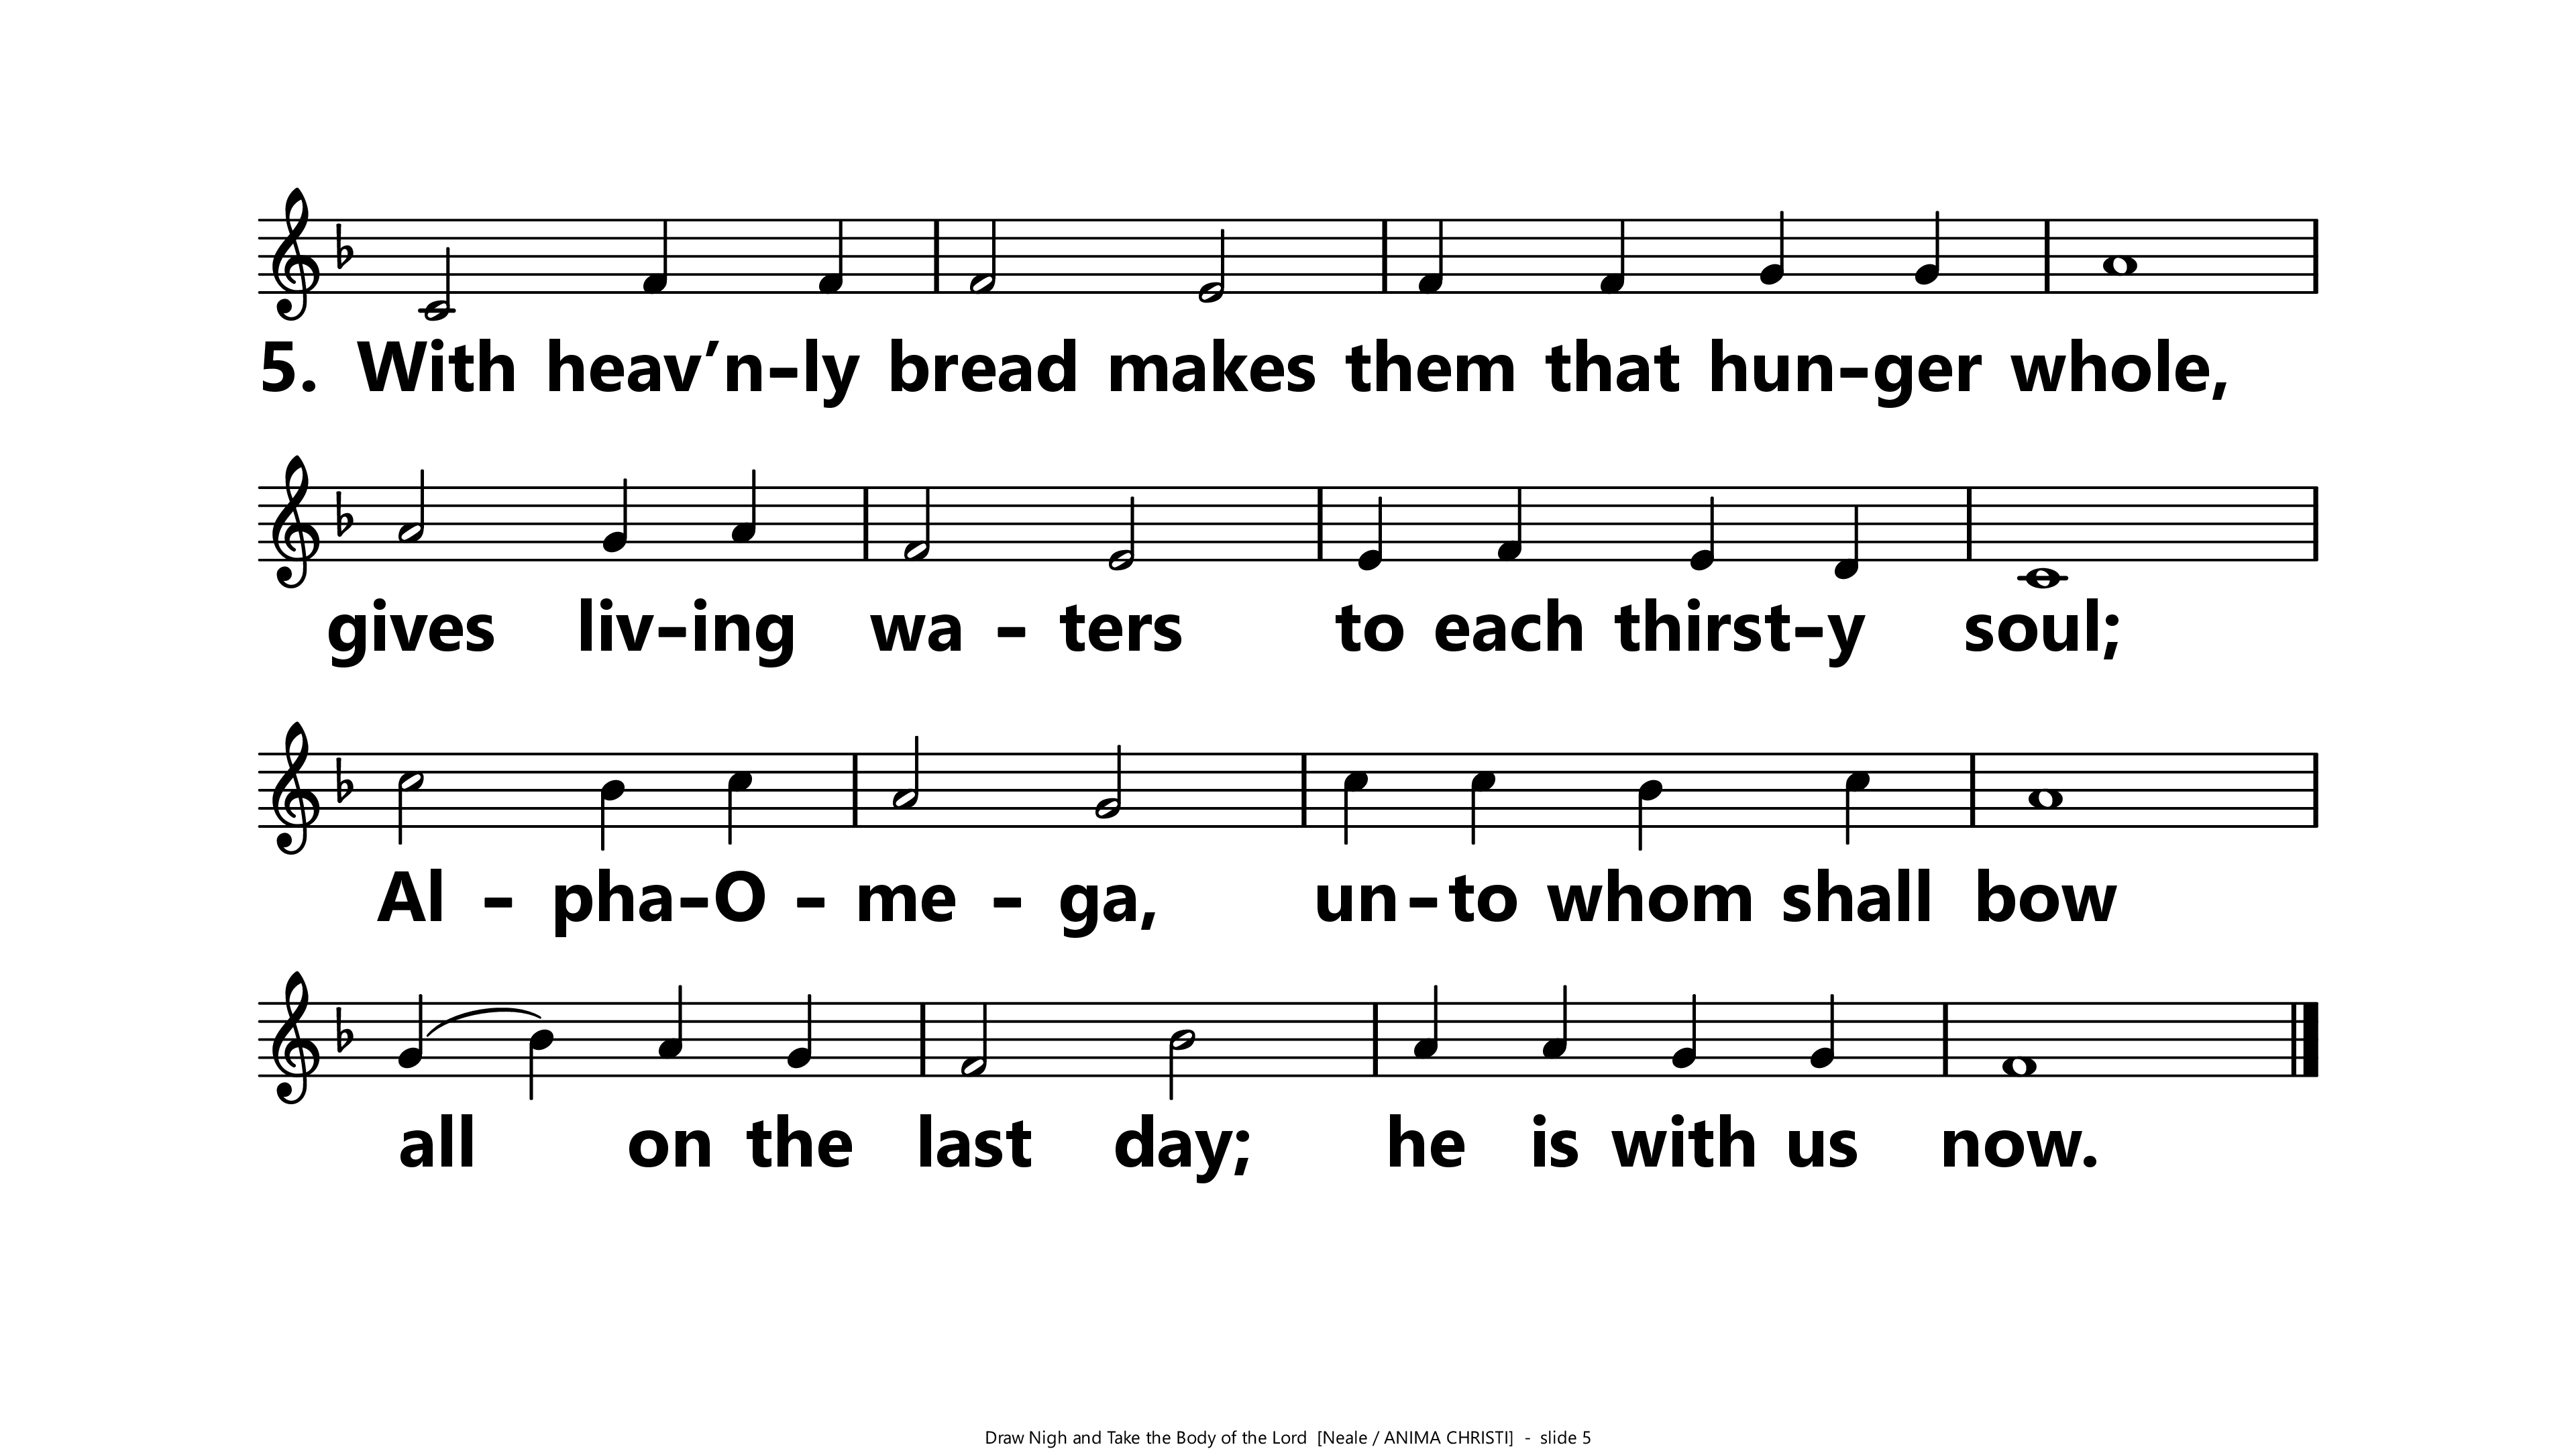 5. With heav’n-ly bread makes them that hun-ger whole,
gives liv-ing wa - ters to each thirst-y soul;
Al - pha-O - me - ga, un-to whom shall bow
all on the last day; he is with us now.
Draw Nigh and Take the Body of the Lord [Neale / ANIMA CHRISTI] - slide 5